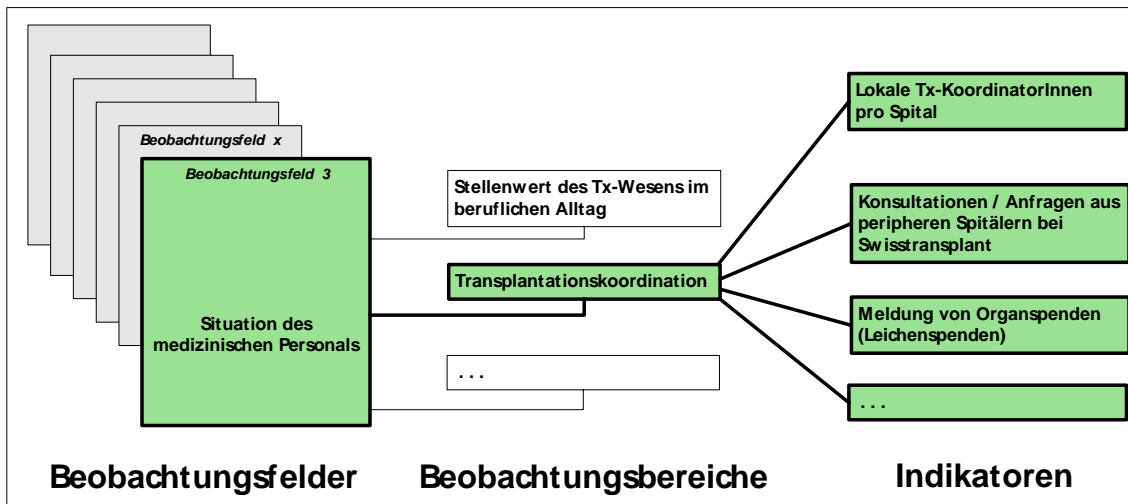 Beobachtungsfeld x
Beobachtungsfeld 3
Situation des
medizinischen Personals
Stellenwert des Tx-Wesens im
beruflichen Alltag
Transplantationskoordination
. . .
Lokale Tx-KoordinatorInnen
pro Spital
Konsultationen / Anfragen aus
peripheren Spitälern bei
Swisstransplant
Meldung von Organspenden
(Leichenspenden)
. . .
Beobachtungsfelder
Beobachtungsbereiche
Indikatoren